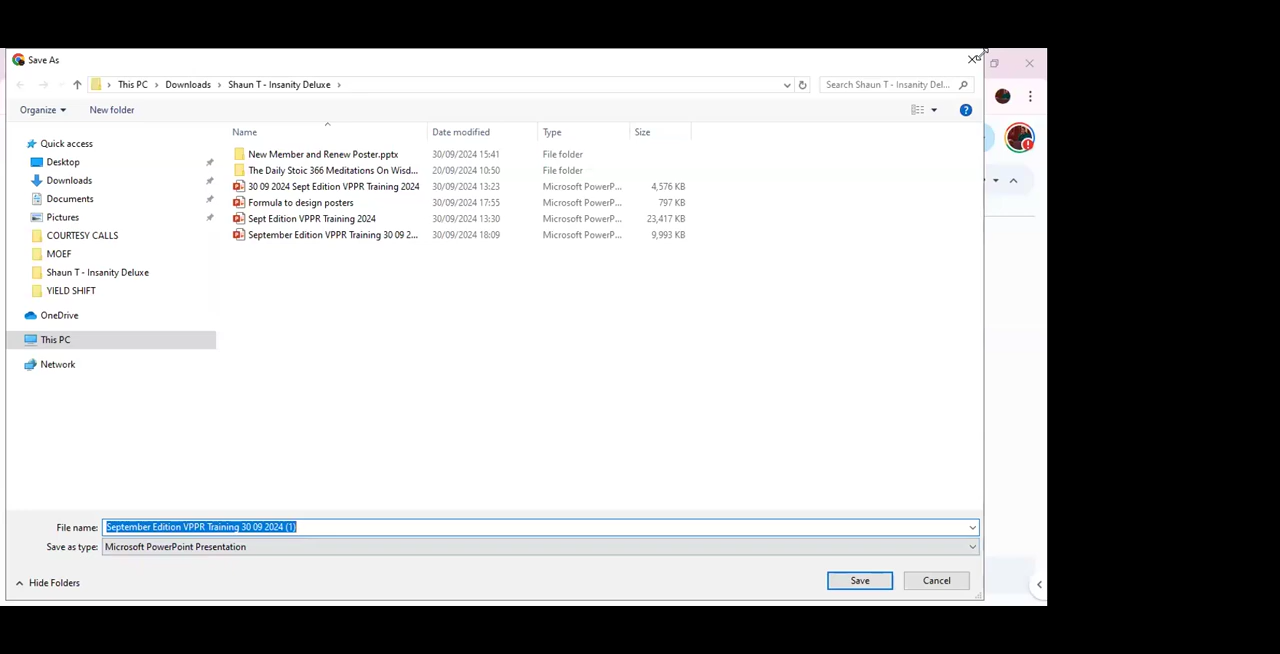 Save As
This PC
Downloads
Shaun T - Insanity Deluxe
Search Shaun T - Insanity Del...
Organize
New folder
Name
Date modified
Type
Size
Quick access
Desktop
Downloads
Documents
Pictures
COURTESY CALLS
MOEF
Shaun T - Insanity Deluxe
YIELD SHIFT
OneDrive
This PC
Network
New Member and Renew Poster.pptx 30/09/2024 15:41 File folder
The Daily Stoic 366 Meditations On Wisd... 20/09/2024 10:50 File folder
30 09 2024 Sept Edition VPPR Training 2024 30/09/2024 13:23 Microsoft PowerP... 4,576 KB
Formula to design posters 30/09/2024 17:55 Microsoft PowerP... 797 KB
Sept Edition VPPR Training 2024 30/09/2024 13:30 Microsoft PowerP... 23,417 KB
September Edition VPPR Training 30 09 2... 30/09/2024 18:09 Microsoft PowerP... 9,993 KB
File name: September Edition VPPR Training 30 09 2024 (1)
Save as type: Microsoft PowerPoint Presentation
Hide Folders
Save
Cancel